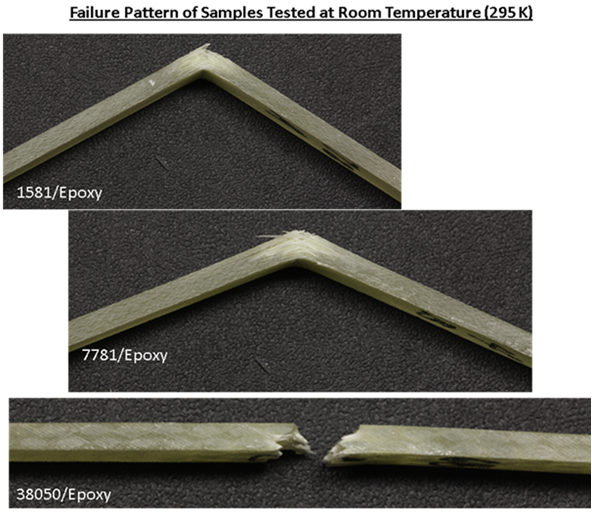 Failure Pattern of Samples Tested at Room Temperature (295 K)
1581/Epoxy
7781/Epoxy
38050/Epoxy